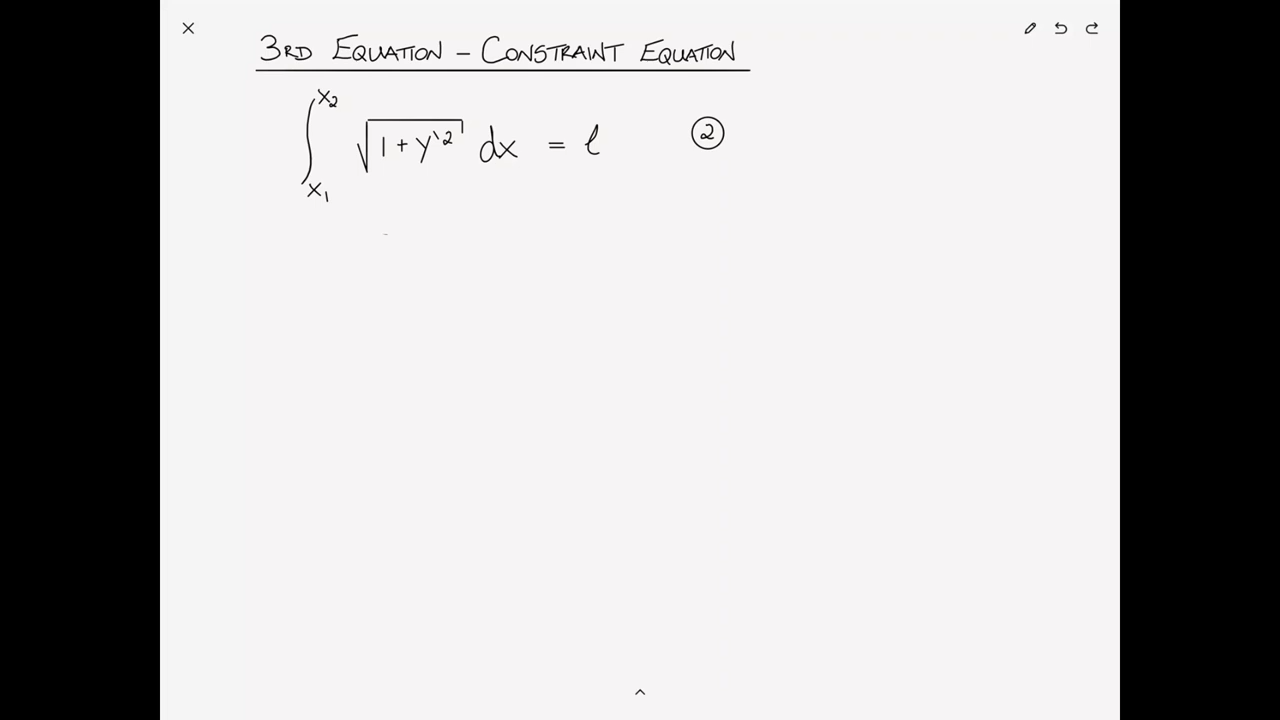 3RD EQUATION – CONSTRAINT EQUATION
∫_{x₁}^{x₂} √(1 + y'²) dx = l ②